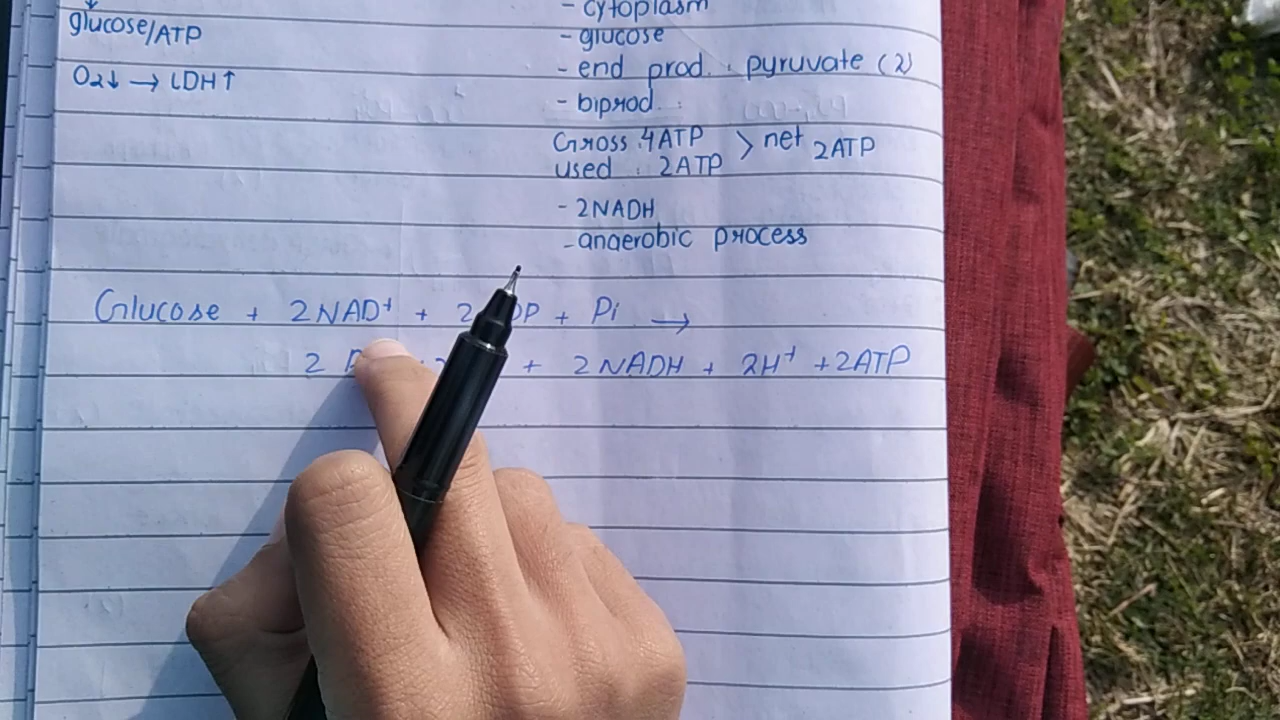 glucose/ATP
O2↓ → LDH↑
- cytoplasm
- glucose
- end prod. : pyruvate (2)
- biprod :
Gross : 4ATP > net 2ATP
used : 2ATP
- 2NADH
- anaerobic process
Glucose + 2NAD+ + 2 DP + Pi →
2 + 2NADH + 2H+ + 2ATP